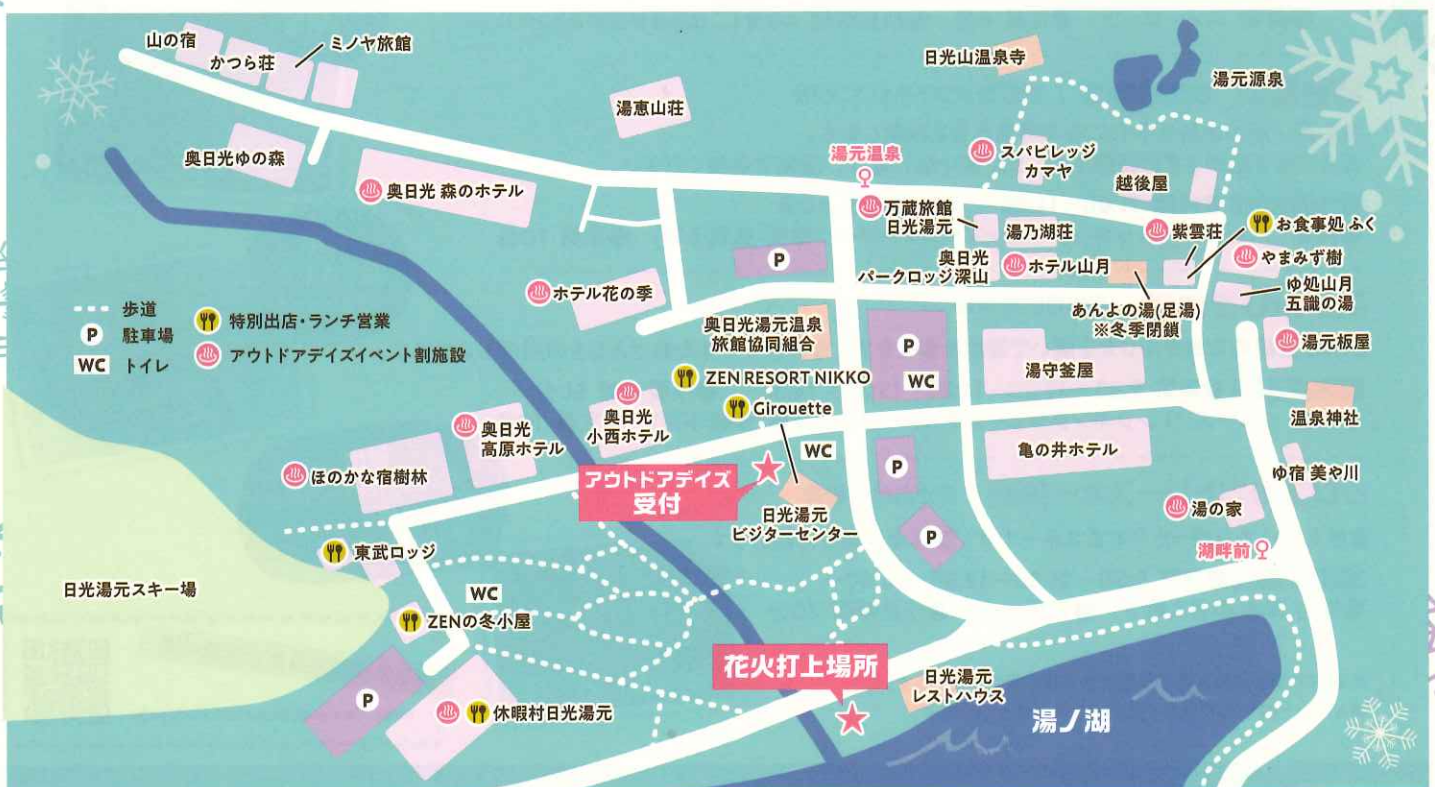 山の宿
かつら荘
ミノヤ旅館
日光山温泉寺
湯元源泉
湯恵山荘
奥日光ゆの森
奥日光 森のホテル
湯元温泉
スパビレッジ
カマヤ
越後屋
万蔵旅館
日光湯元
湯乃湖荘
紫雲荘
お食事処 ふく
奥日光
パークロッジ深山
ホテル山月
やまみず樹
P
あんよの湯(足湯)
※冬季閉鎖
ゆ処山月
五識の湯
ホテル花の季
歩道
P
駐車場
WC
トイレ
特別出店・ランチ営業
アウトドアデイズイベント割施設
奥日光湯元温泉
旅館協同組合
P
WC
湯守釜屋
湯元板屋
ZEN RESORT NIKKO
Girouette
奥日光
小西ホテル
温泉神社
奥日光
高原ホテル
WC
亀の井ホテル
P
ほのかな宿樹林
アウトドアデイズ
受付
ゆ宿 美や川
日光湯元
ビジターセンター
湯の家
P
湖畔前
東武ロッジ
日光湯元スキー場
WC
ZENの冬小屋
花火打上場所
日光湯元
レストハウス
P
休暇村日光湯元
湯ノ湖